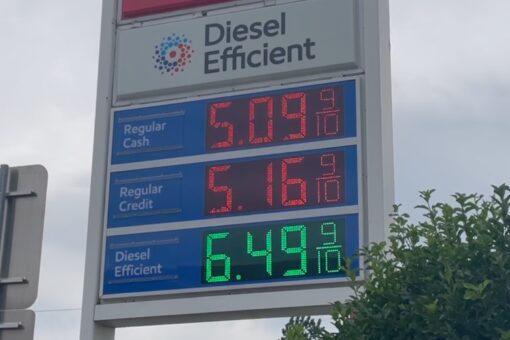 Diesel
Efficient
Regular
Cash
5.09 9/10
Regular
Credit
5.16 9/10
Diesel
Efficient
6.49 9/10